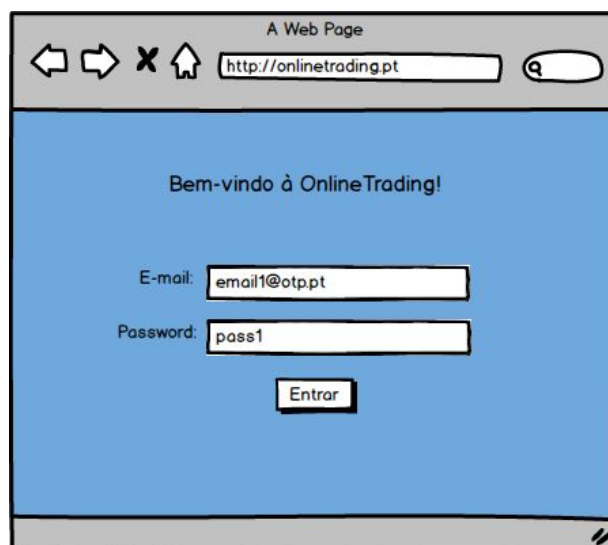 A Web Page
http://onlinetrading.pt
Bem-vindo à OnlineTrading!
E-mail: email1@otp.pt
Password: pass1
Entrar